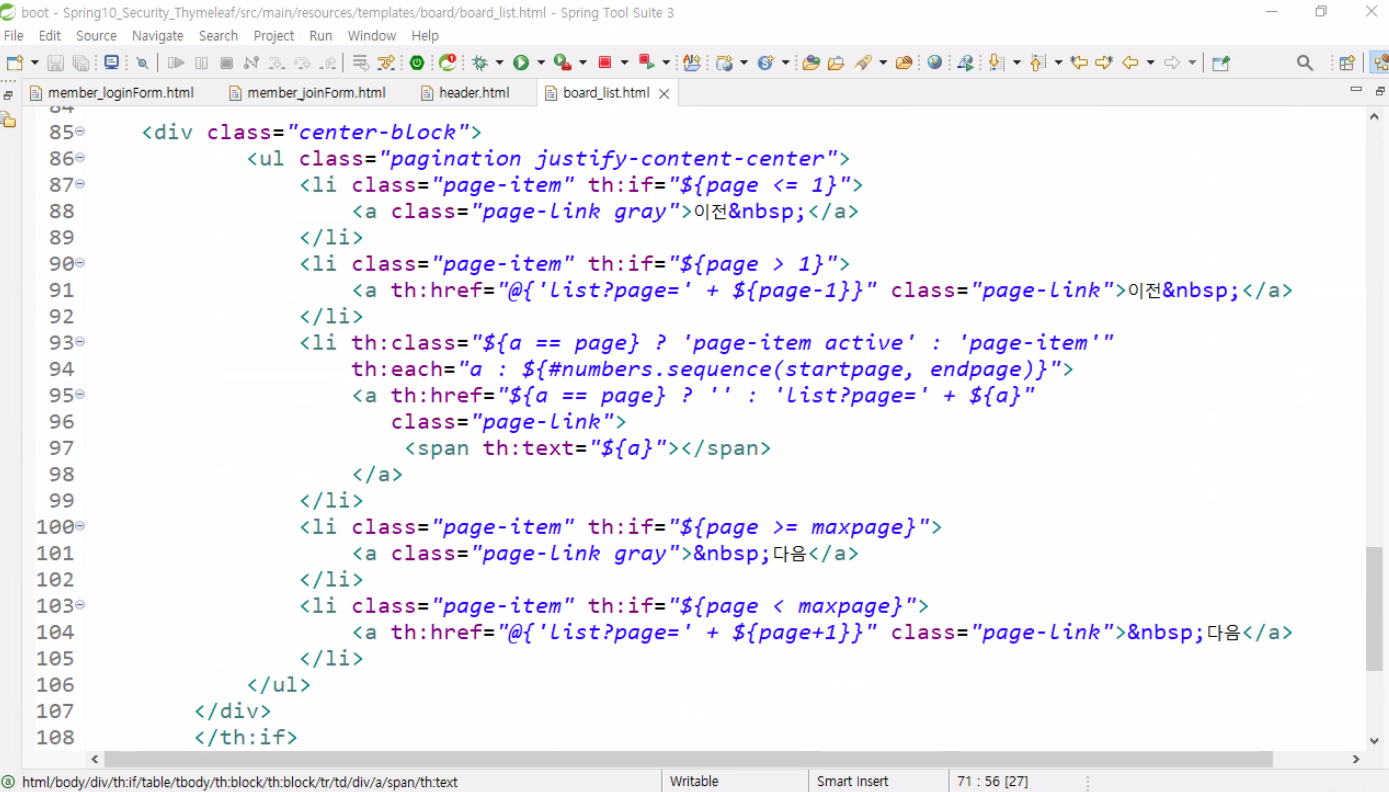 boot - Spring10_Security_Thymeleaf/src/main/resources/templates/board/board_list.html - Spring Tool Suite 3
File Edit Source Navigate Search Project Run Window Help
member_loginForm.html member_joinForm.html header.html board_list.html
84
85 <div class="center-block">
86 <ul class="pagination justify-content-center">
87 <li class="page-item" th:if="${page <= 1}">
88 <a class="page-link gray">이전&nbsp;</a>
89 </li>
90 <li class="page-item" th:if="${page > 1}">
91 <a th:href="@{'list?page=' + ${page-1}}" class="page-link">이전&nbsp;</a>
92 </li>
93 <li th:class="${a == page} ? 'page-item active' : 'page-item'"
94 th:each="a : ${#numbers.sequence(startpage, endpage)}">
95 <a th:href="${a == page} ? '' : 'list?page=' + ${a}"
96 class="page-link">
97 <span th:text="${a}"></span>
98 </a>
99 </li>
100 <li class="page-item" th:if="${page >= maxpage}">
101 <a class="page-link gray">&nbsp;다음</a>
102 </li>
103 <li class="page-item" th:if="${page < maxpage}">
104 <a th:href="@{'list?page=' + ${page+1}}" class="page-link">&nbsp;다음</a>
105 </li>
106 </ul>
107 </div>
108 </th:if>
html/body/div/th:if/table/tbody/th:block/th:block/tr/td/div/a/span/th:text Writable Smart Insert 71 : 56 [27]